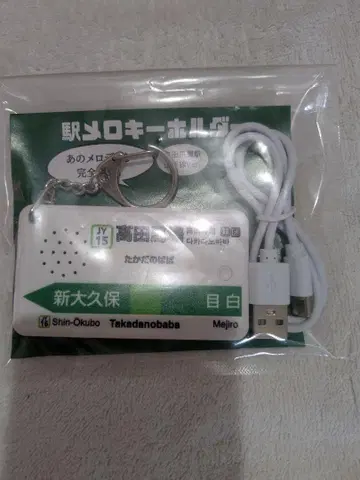 駅メロキーホルダー
あのメロ
完全
JY
15
高田馬
たかだのばば
新大久保
目白
Shin-Ōkubo
Takadanobaba
Mejiro